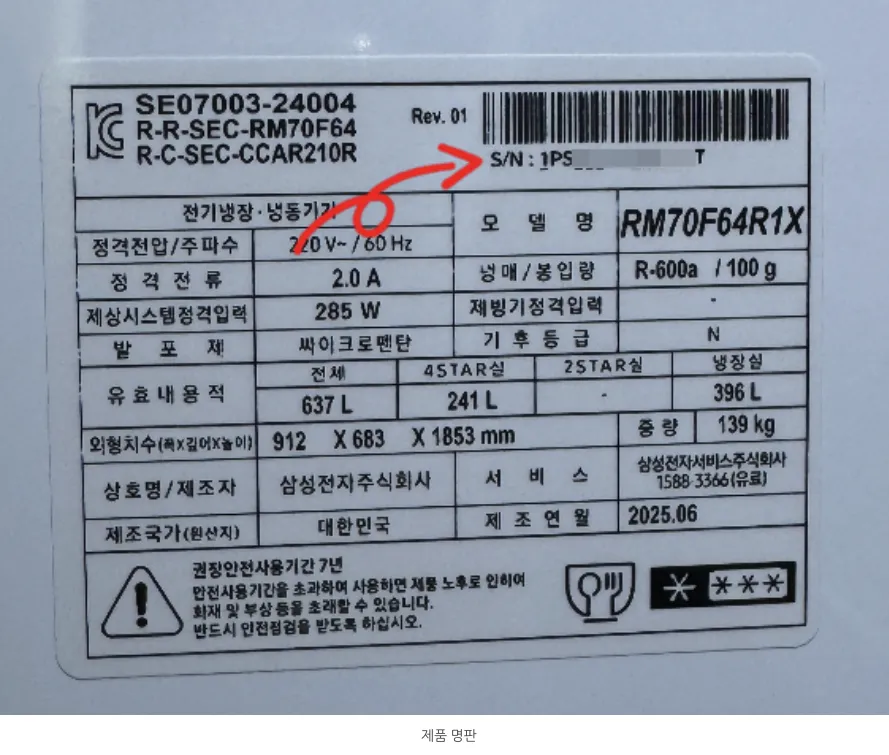 SE07003-24004
R-R-SEC-RM70F64
R-C-SEC-CCAR210R
Rev. 01
S/N : 1PS T
전기냉장·냉동기기
모 델 명 RM70F64R1X
정격전압/주파수 220 V~ / 60 Hz
정 격 전 류 2.0 A
냉매/봉입량 R-600a / 100 g
제상시스템정격입력 285 W
제빙기정격입력 -
발 포 제 싸이크로펜탄
기 후 등 급 N
유효내용적
전체 4STAR실 2STAR실 냉장실
637 L 241 L - 396 L
외형치수(폭X깊이X높이) 912 X 683 X 1853 mm
중 량 139 kg
상호명/제조자 삼성전자주식회사
서 비 스 삼성전자서비스주식회사
1588-3366(유료)
제조국가(원산지) 대한민국
제 조 연 월 2025.06
권장안전사용기간 7년
안전사용기간을 초과하여 사용하면 제품 노후로 인하여
화재 및 부상 등을 초래할 수 있습니다.
반드시 안전점검을 받도록 하십시오.
제품 명판